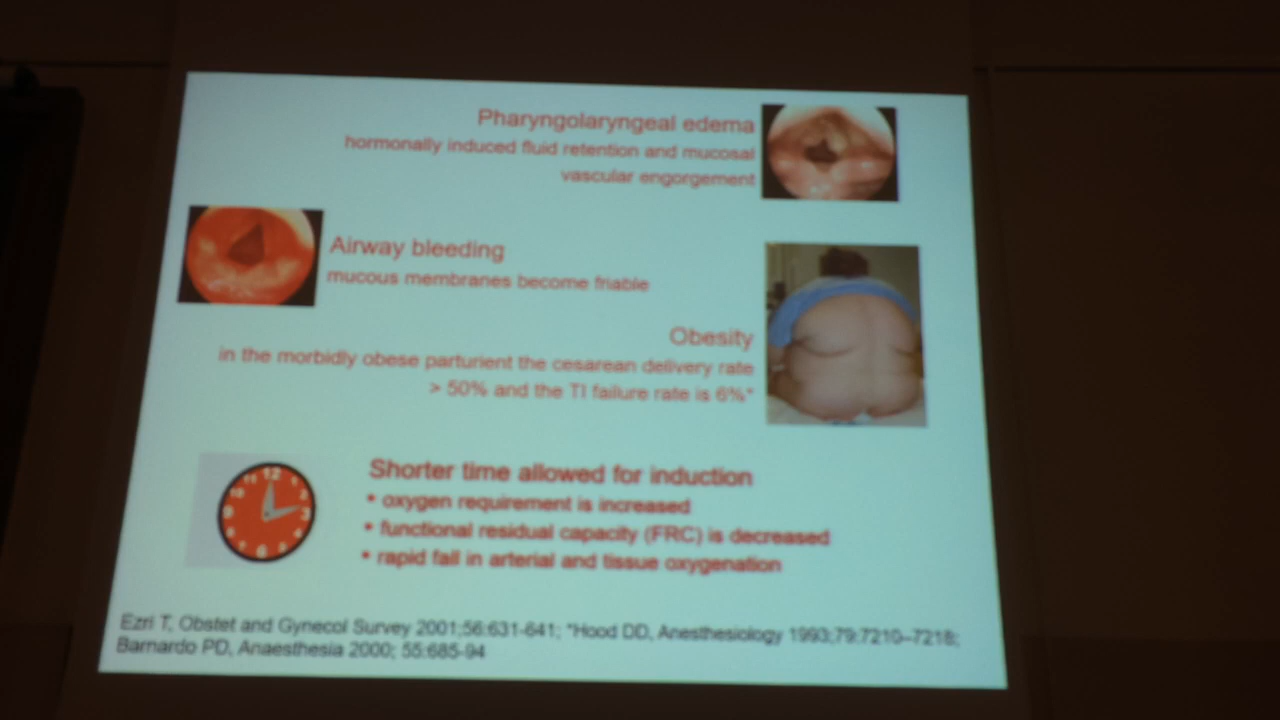 Pharyngolaryngeal edema
hormonally induced fluid retention and mucosal
vascular engorgement
Airway bleeding
mucous membranes become friable
Obesity
in the morbidly obese parturient the cesarean delivery rate
> 50% and the TI failure rate is 6%*
12
Shorter time allowed for induction
• oxygen requirement is increased
• functional residual capacity (FRC) is decreased
• rapid fall in arterial and tissue oxygenation
Ezri T, Obstet and Gynecol Survey 2001;56:631-641; *Hood DD, Anesthesiology 1993;79:7210–7218;
Barnardo PD, Anaesthesia 2000; 55:685-94